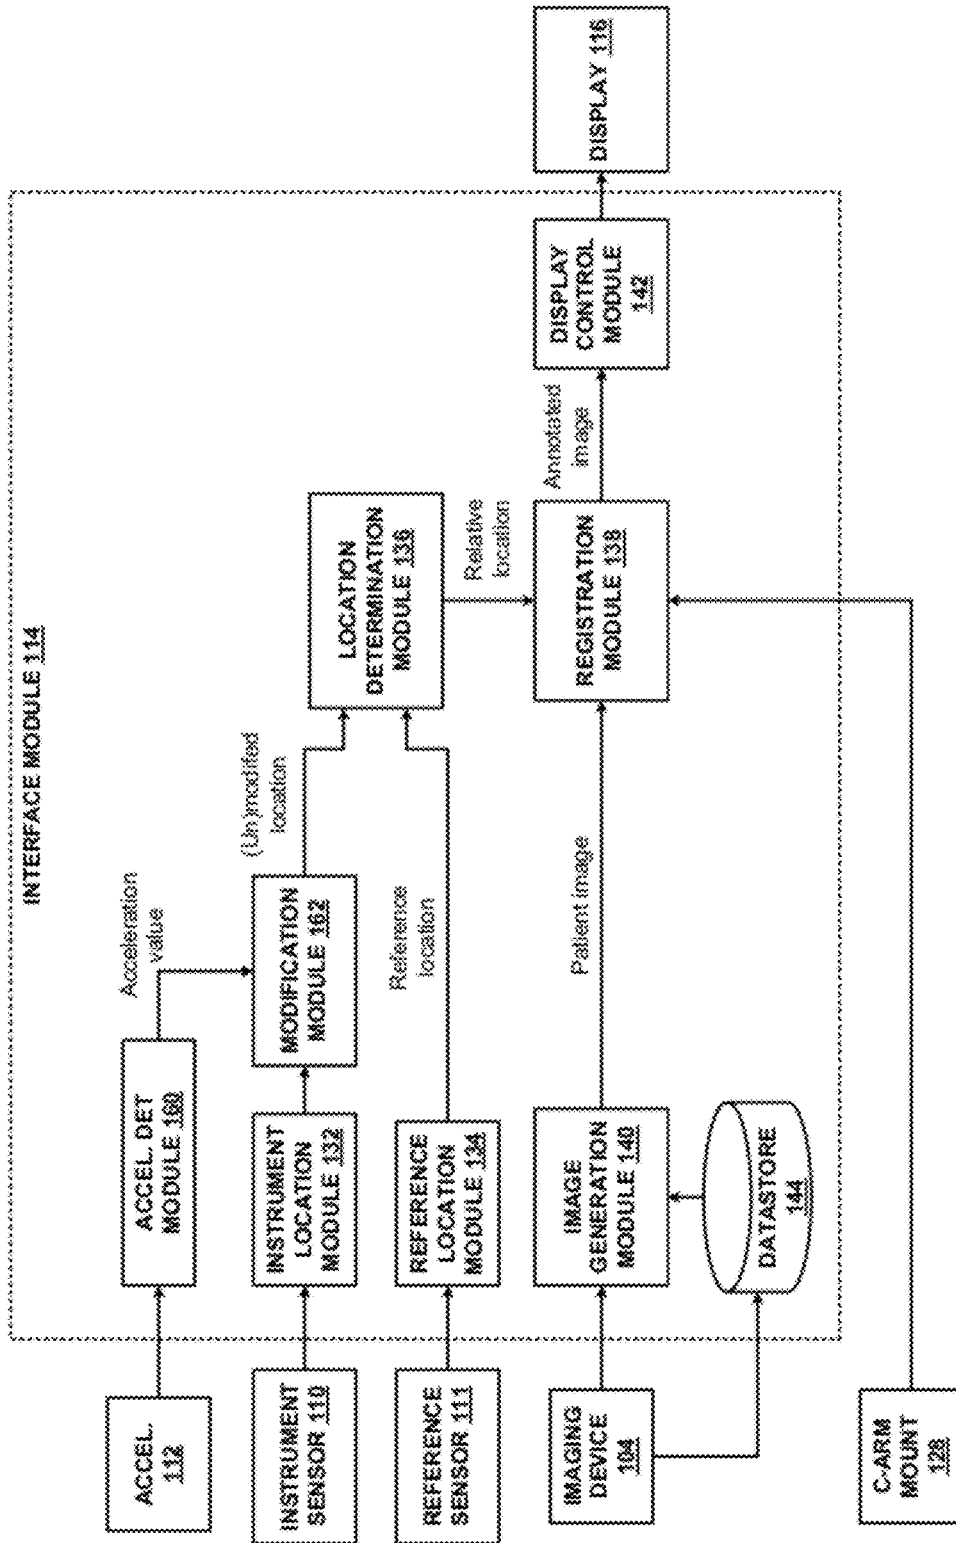 INTERFACE MODULE 114
ACCEL.
112
ACCEL. DET
MODULE 160
Acceleration
value
INSTRUMENT
SENSOR 110
INSTRUMENT
LOCATION
MODULE 132
MODIFICATION
MODULE 162
(Un)modifed
location
REFERENCE
SENSOR 111
REFERENCE
LOCATION
MODULE 134
Reference
location
LOCATION
DETERMINATION
MODULE 136
Relative
location
IMAGING
DEVICE
104
IMAGE
GENERATION
MODULE 140
Patient image
REGISTRATION
MODULE 138
Annotated
image
DISPLAY
CONTROL
MODULE
142
DISPLAY 116
DATASTORE
144
C-ARM
MOUNT
128